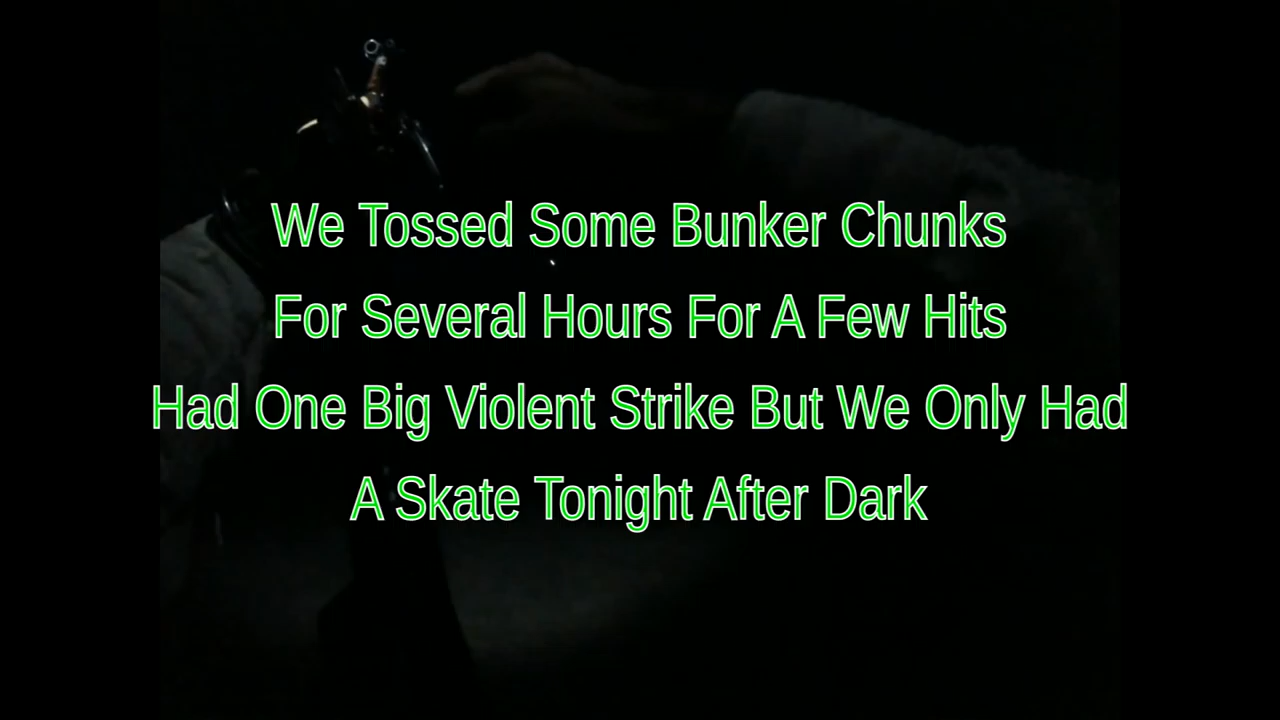 We Tossed Some Bunker Chunks
For Several Hours For A Few Hits
Had One Big Violent Strike But We Only Had
A Skate Tonight After Dark